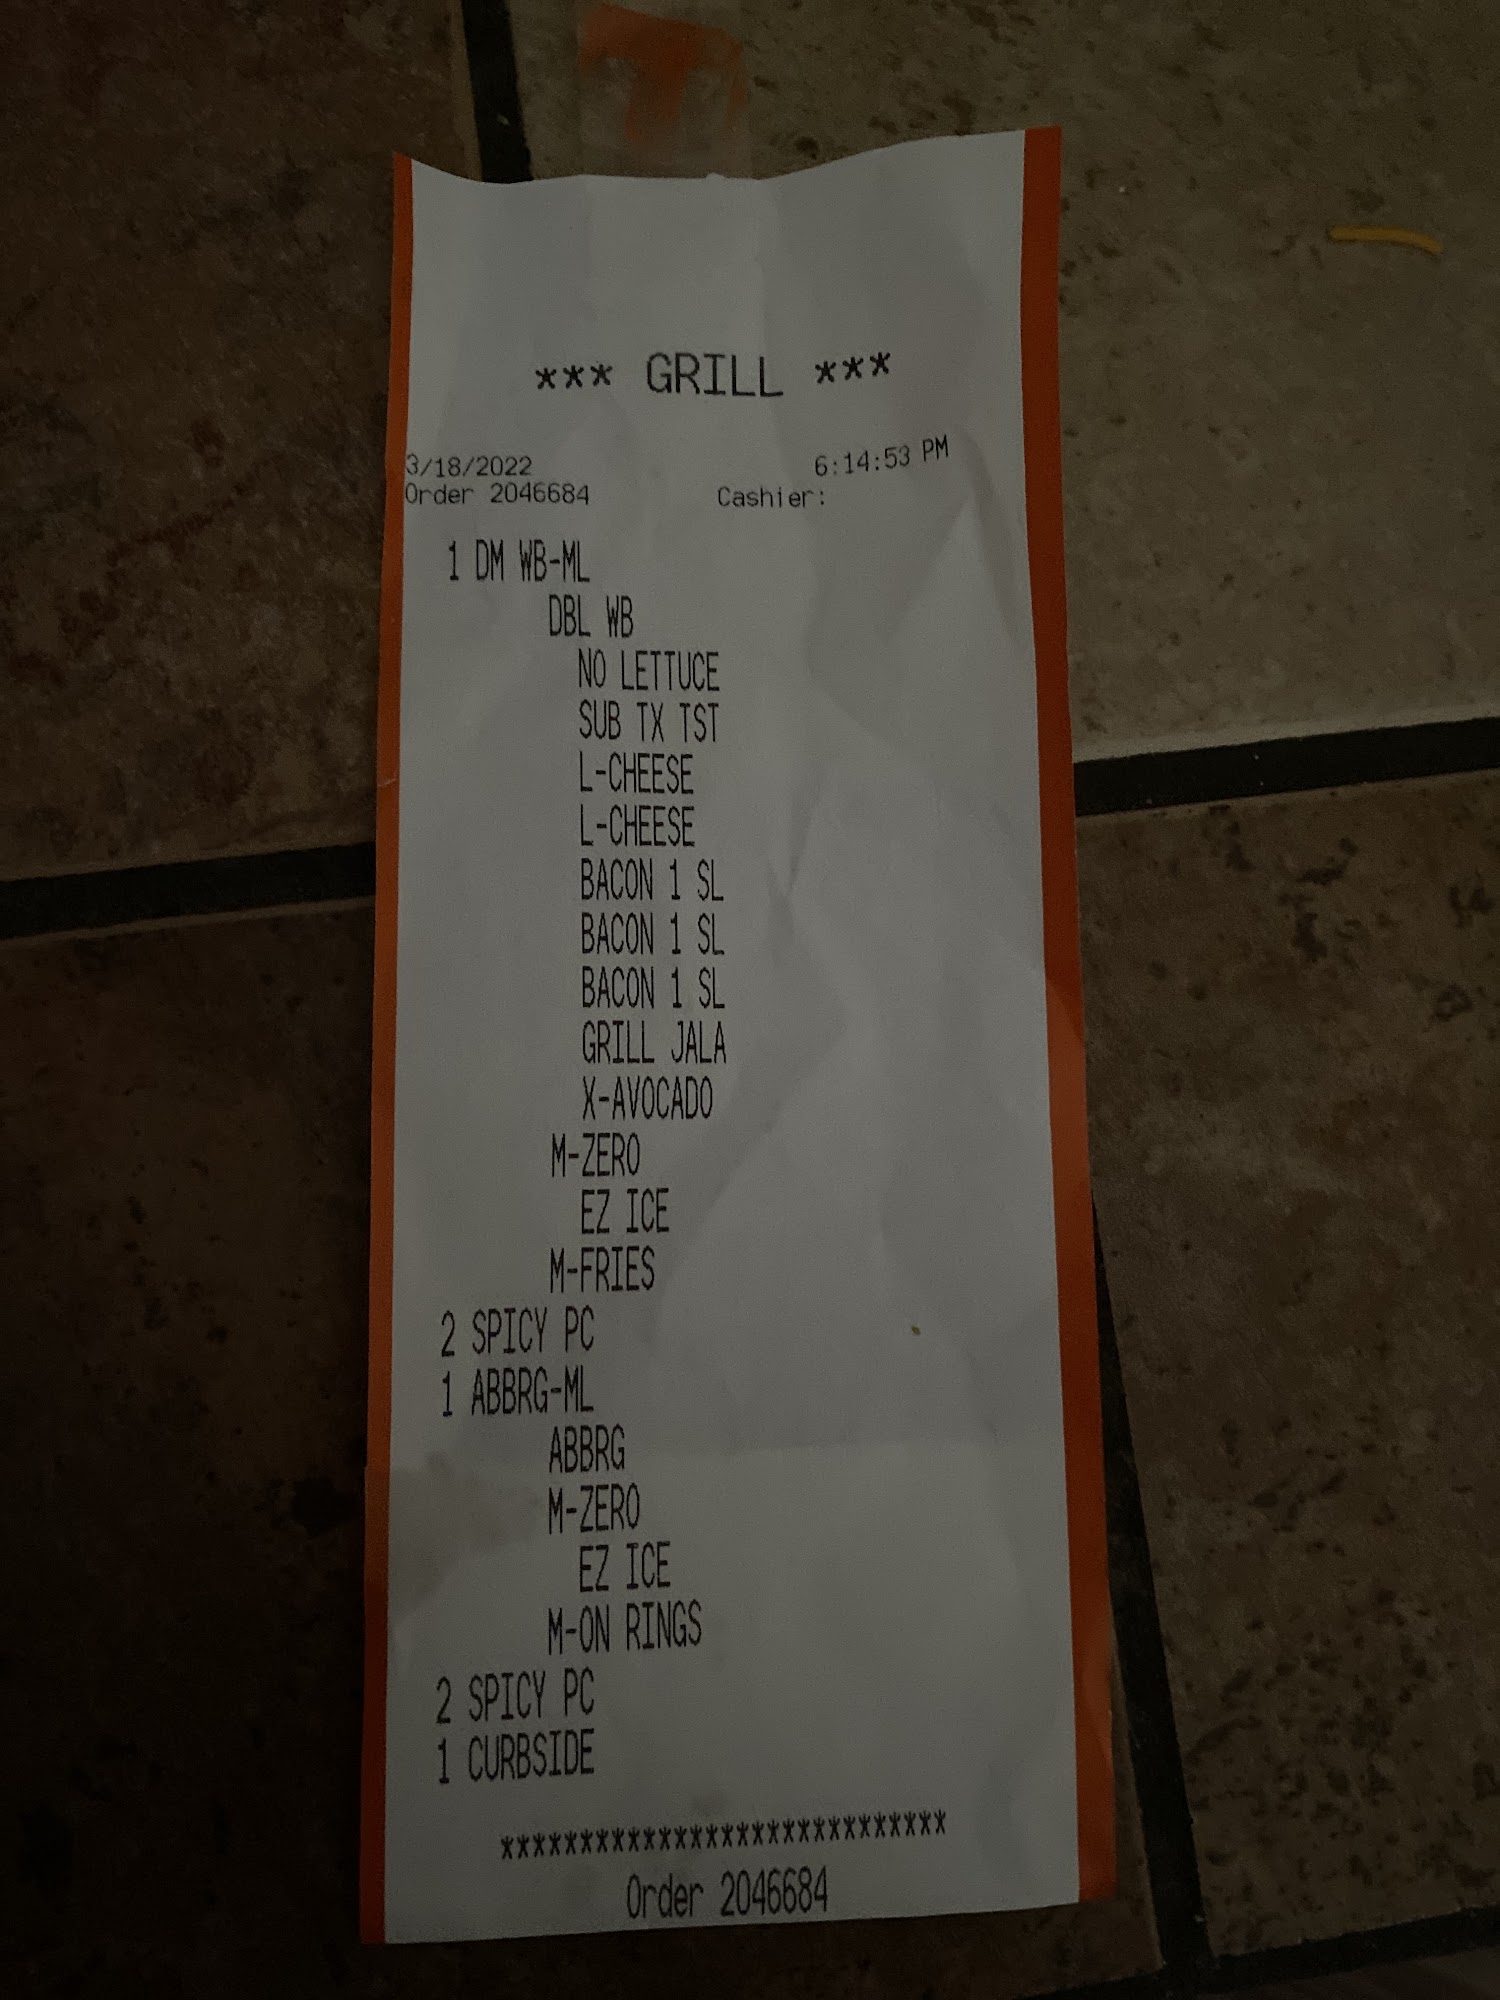 *** GRILL ***
3/18/2022 6:14:53 PM
Order 2046684 Cashier:
1 DM WB-ML
DBL WB
NO LETTUCE
SUB TX TST
L-CHEESE
L-CHEESE
BACON 1 SL
BACON 1 SL
BACON 1 SL
GRILL JALA
X-AVOCADO
M-ZERO
EZ ICE
M-FRIES
2 SPICY PC
1 ABBRG-ML
ABBRG
M-ZERO
EZ ICE
M-ON RINGS
2 SPICY PC
1 CURBSIDE
****************************
Order 2046684